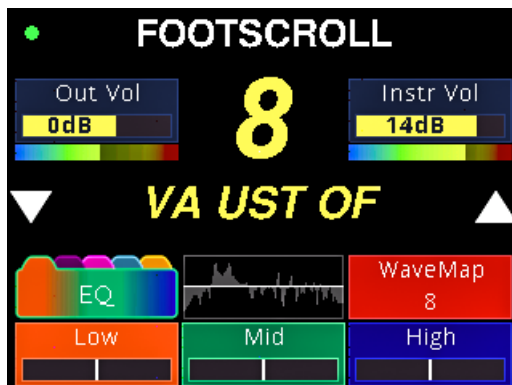 FOOTSCROLL
Out Vol
0dB
8
Instr Vol
14dB
VA UST OF
EQ
WaveMap
8
Low
Mid
High